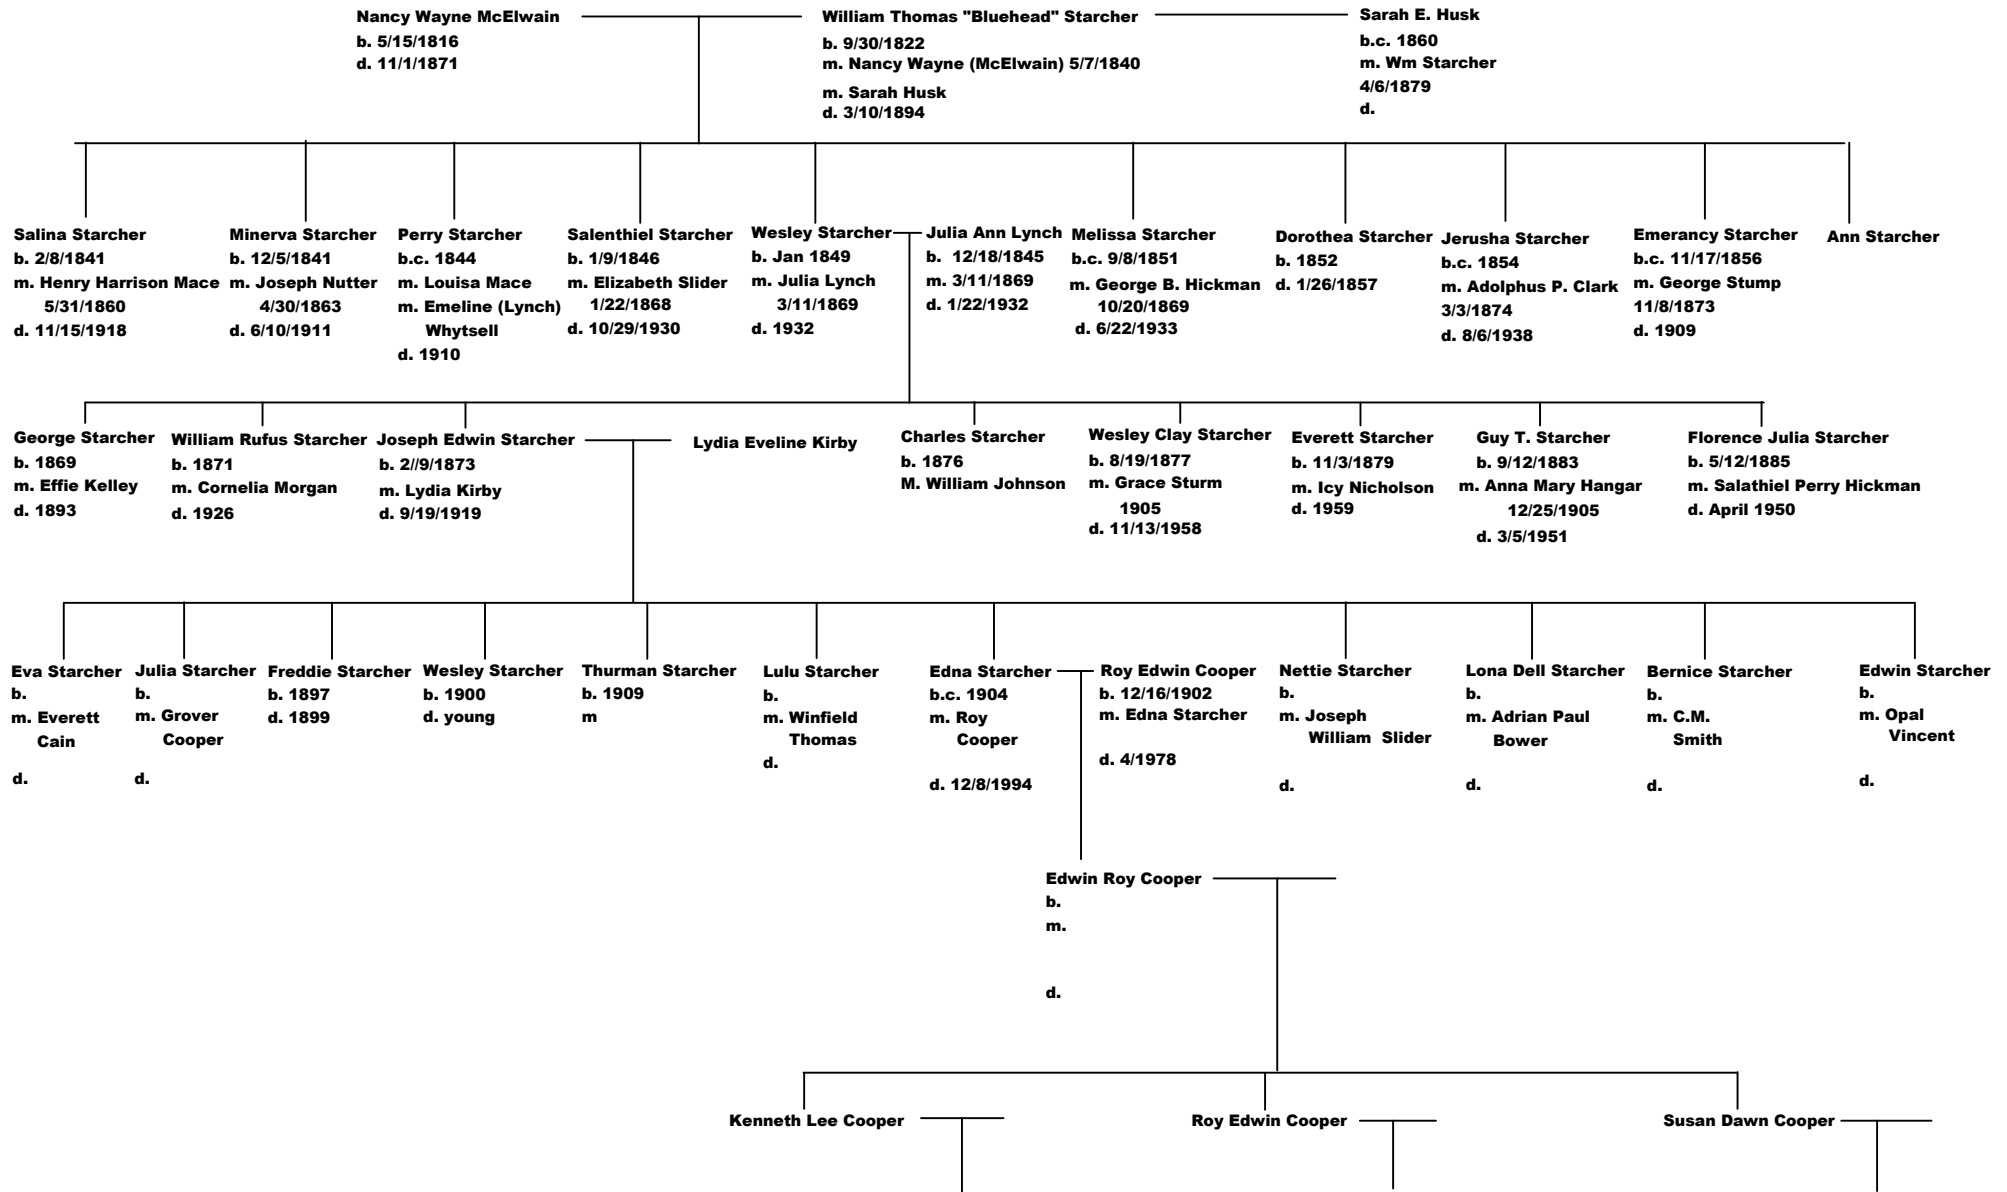 Nancy Wayne McElwain
b. 5/15/1816
d. 11/1/1871
William Thomas "Bluehead" Starcher
b. 9/30/1822
m. Nancy Wayne (McElwain) 5/7/1840
m. Sarah Husk
d. 3/10/1894
Sarah E. Husk
b.c. 1860
m. Wm Starcher
4/6/1879
d.
Salina Starcher
b. 2/8/1841
m. Henry Harrison Mace
5/31/1860
d. 11/15/1918
Minerva Starcher
b. 12/5/1841
m. Joseph Nutter
4/30/1863
d. 6/10/1911
Perry Starcher
b.c. 1844
m. Louisa Mace
m. Emeline (Lynch)
Whytsell
d. 1910
Salenthiel Starcher
b. 1/9/1846
m. Elizabeth Slider
1/22/1868
d. 10/29/1930
Wesley Starcher
b. Jan 1849
m. Julia Lynch
3/11/1869
d. 1932
Julia Ann Lynch
b. 12/18/1845
m. 3/11/1869
d. 1/22/1932
Melissa Starcher
b.c. 9/8/1851
m. George B. Hickman
10/20/1869
d. 6/22/1933
Dorothea Starcher
b. 1852
d. 1/26/1857
Jerusha Starcher
b.c. 1854
m. Adolphus P. Clark
3/3/1874
d. 8/6/1938
Emerancy Starcher
b.c. 11/17/1856
m. George Stump
11/8/1873
d. 1909
Ann Starcher
George Starcher
b. 1869
m. Effie Kelley
d. 1893
William Rufus Starcher
b. 1871
m. Cornelia Morgan
d. 1926
Joseph Edwin Starcher
b. 2//9/1873
m. Lydia Kirby
d. 9/19/1919
Lydia Eveline Kirby
Charles Starcher
b. 1876
M. William Johnson
Wesley Clay Starcher
b. 8/19/1877
m. Grace Sturm
1905
d. 11/13/1958
Everett Starcher
b. 11/3/1879
m. Icy Nicholson
d. 1959
Guy T. Starcher
b. 9/12/1883
m. Anna Mary Hangar
12/25/1905
d. 3/5/1951
Florence Julia Starcher
b. 5/12/1885
m. Salathiel Perry Hickman
d. April 1950
Eva Starcher
b.
m. Everett
Cain
d.
Julia Starcher
b.
m. Grover
Cooper
d.
Freddie Starcher
b. 1897
d. 1899
Wesley Starcher
b. 1900
d. young
Thurman Starcher
b. 1909
m
Lulu Starcher
b.
m. Winfield
Thomas
d.
Edna Starcher
b.c. 1904
m. Roy
Cooper
d. 12/8/1994
Roy Edwin Cooper
b. 12/16/1902
m. Edna Starcher
d. 4/1978
Nettie Starcher
b.
m. Joseph
William Slider
d.
Lona Dell Starcher
b.
m. Adrian Paul
Bower
d.
Bernice Starcher
b.
m. C.M.
Smith
d.
Edwin Starcher
b.
m. Opal
Vincent
d.
Edwin Roy Cooper
b.
m.
d.
Kenneth Lee Cooper
Roy Edwin Cooper
Susan Dawn Cooper